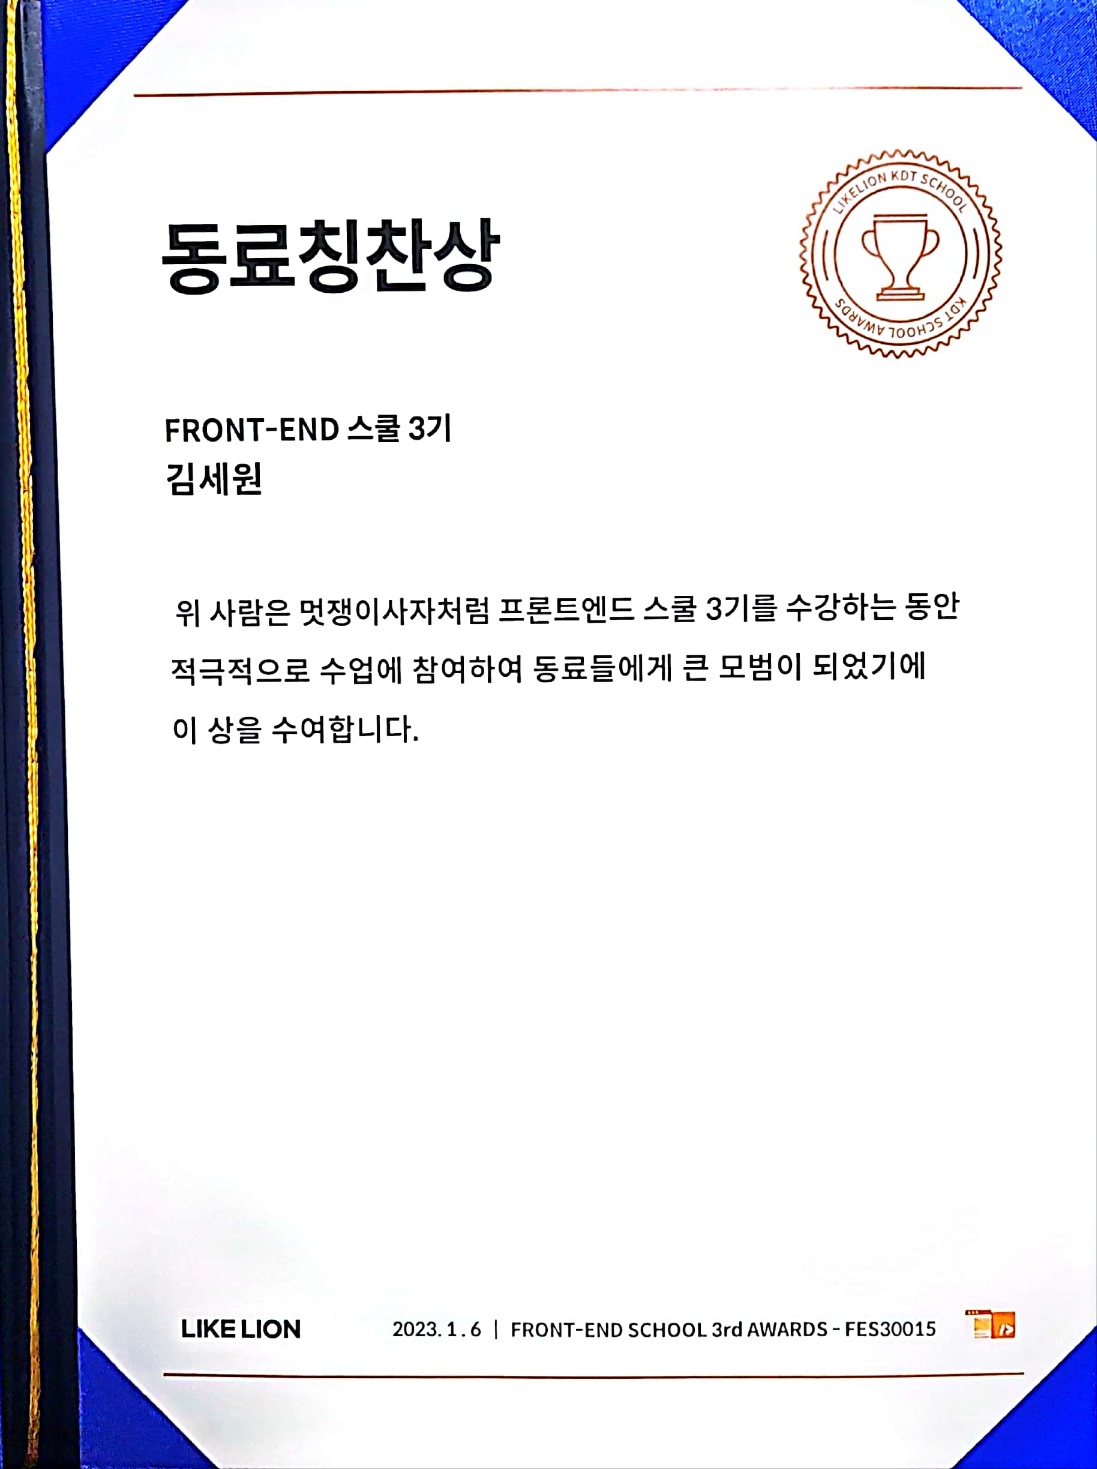 동료칭찬상
LIKELION KDT SCHOOL
KDT SCHOOL AWARDS
FRONT-END 스쿨 3기
김세원
위 사람은 멋쟁이사자처럼 프론트엔드 스쿨 3기를 수강하는 동안
적극적으로 수업에 참여하여 동료들에게 큰 모범이 되었기에
이 상을 수여합니다.
LIKE LION 2023. 1. 6 | FRONT-END SCHOOL 3rd AWARDS - FES30015